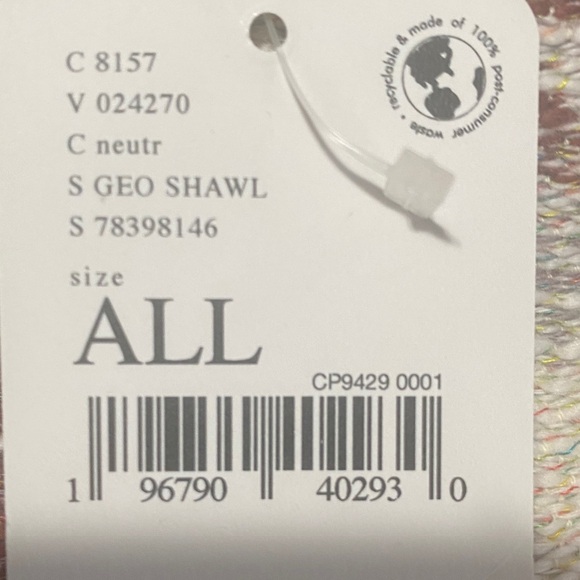 C 8157
V 024270
C neutr
S GEO SHAWL
S 78398146
size
ALL
CP9429 0001
1 96790 40293 0
recyclable & made of 100% post-consumer waste •